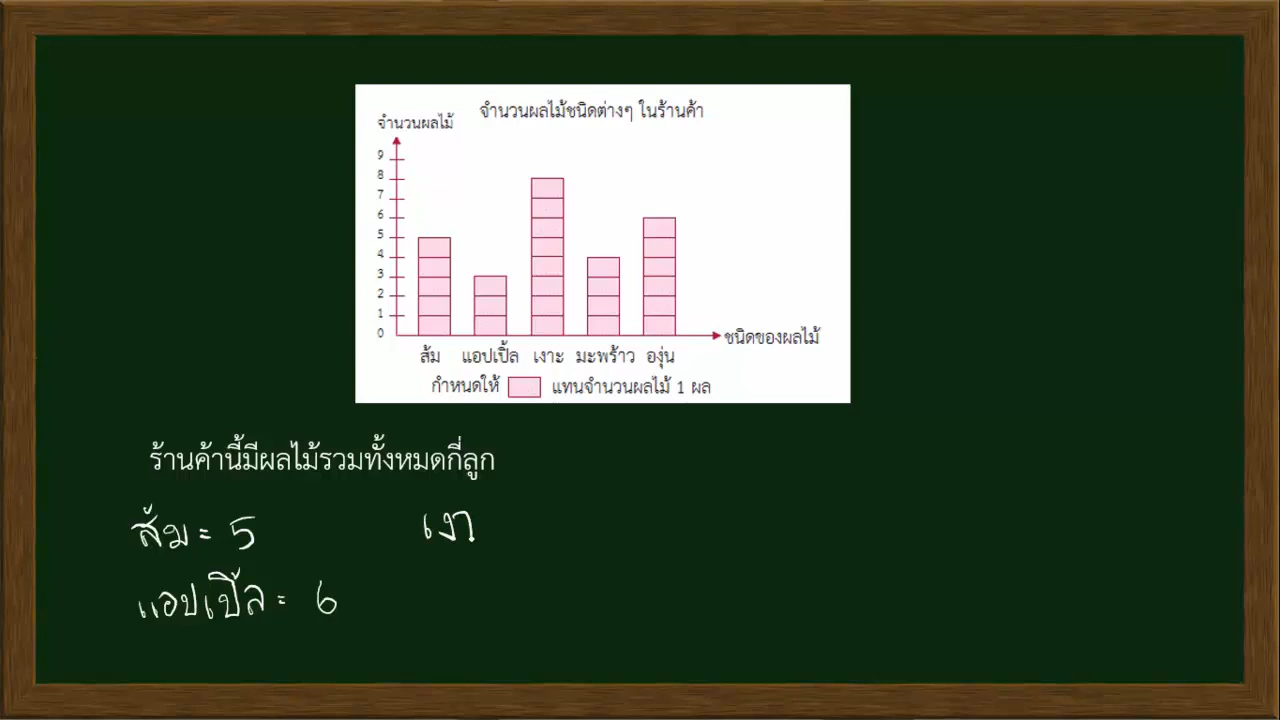 จำนวนผลไม้ชนิดต่างๆ ในร้านค้า
จำนวนผลไม้
9
8
7
6
5
4
3
2
1
0
ชนิดของผลไม้
ส้ม แอปเปิ้ล เงาะ มะพร้าว องุ่น
กำหนดให้ แทนจำนวนผลไม้ 1 ผล
ร้านค้านี้มีผลไม้รวมทั้งหมดกี่ลูก
ส้ม = 5 เงา
แอปเปิ้ล = 6